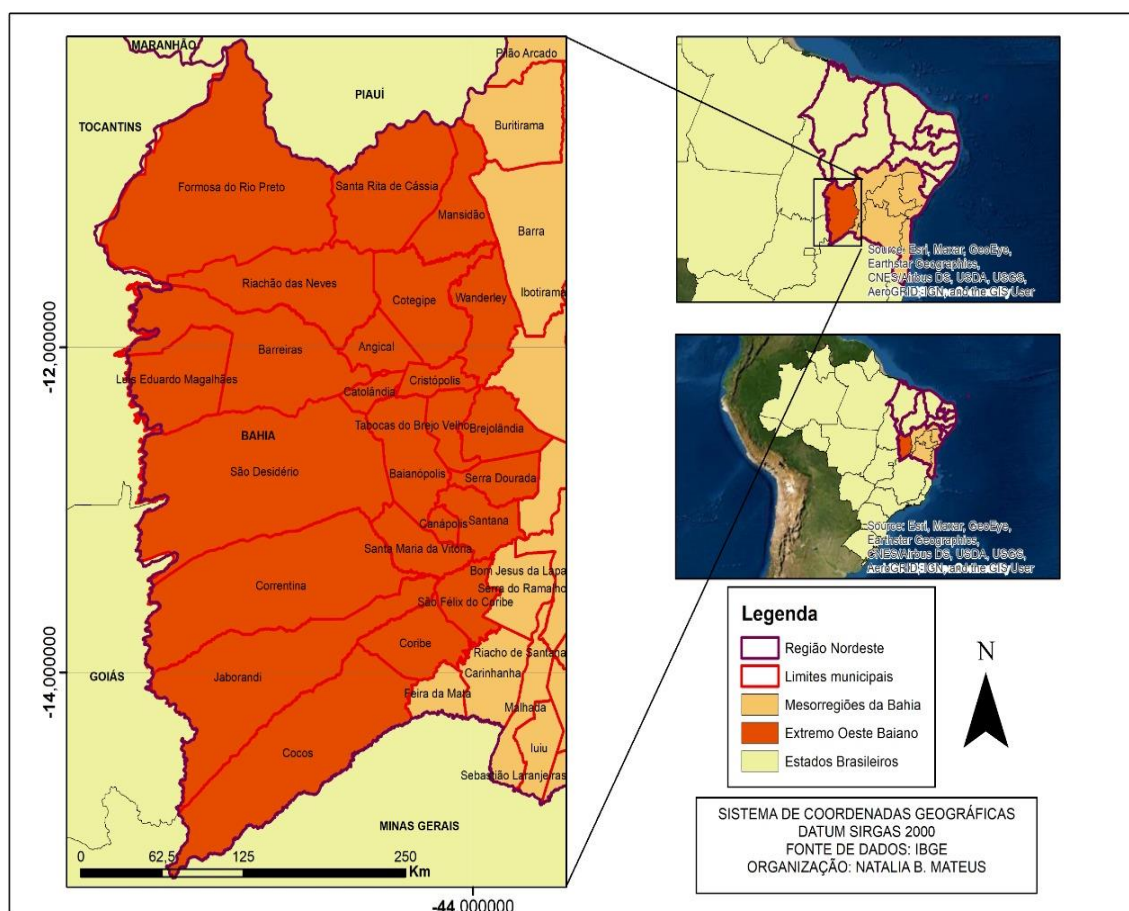 MARANHÃO
Pilão Arcado
PIAUÍ
TOCANTINS
Buritirama
Formosa do Rio Preto
Santa Rita de Cássia
Mansidão
Barra
Riachão das Neves
Cotegipe
Wanderley
Ibotirama
-12,000000
Barreiras
Angical
Luís Eduardo Magalhães
Catolândia
Cristópolis
Tabocas do Brejo Velho
Brejolândia
BAHIA
São Desidério
Baianópolis
Serra Dourada
Canápolis
Santana
Santa Maria da Vitória
Bom Jesus da Lapa
Correntina
Serra do Ramalho
São Félix do Coribe
Coribe
Riacho de Santana
-14,000000
GOIÁS
Jaborandi
Carinhanha
Feira da Mata
Malhada
Cocos
Iuiu
Sebastião Laranjeiras
MINAS GERAIS
0 62,5 125 250
Km
-44,000000
Source: Esri, Maxar, GeoEye,
Earthstar Geographics,
CNES/Airbus DS, USDA, USGS,
AeroGRID, IGN, and the GIS User
Source: Esri, Maxar, GeoEye,
Earthstar Geographics,
CNES/Airbus DS, USDA, USGS,
AeroGRID, IGN, and the GIS User
Legenda
Região Nordeste
Limites municipais
Mesorregiões da Bahia
Extremo Oeste Baiano
Estados Brasileiros
N
SISTEMA DE COORDENADAS GEOGRÁFICAS
DATUM SIRGAS 2000
FONTE DE DADOS: IBGE
ORGANIZAÇÃO: NATALIA B. MATEUS